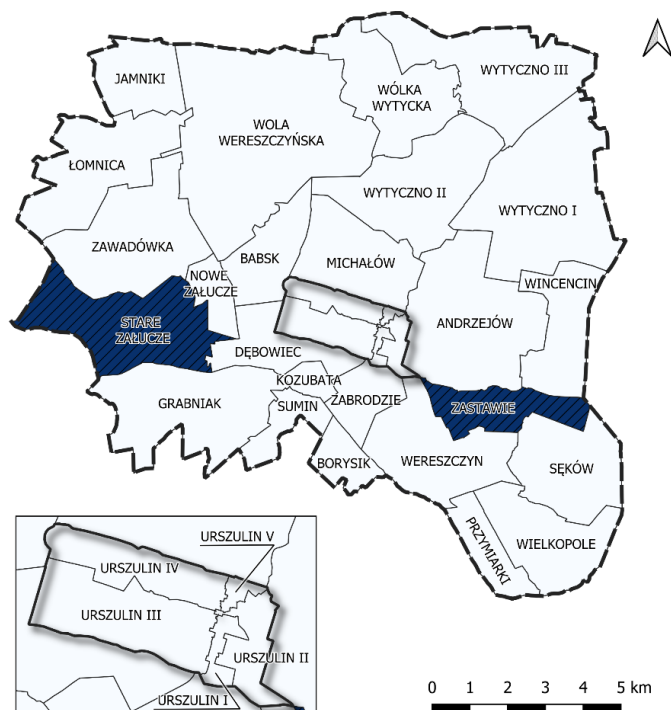 JAMNIKI
WYTYCZNO III
WÓLKA
WYTYCKA
WOLA
WERESZCZYŃSKA
ŁOMNICA
WYTYCZNO II
WYTYCZNO I
ZAWADÓWKA
BABSK
MICHAŁÓW
NOWE
ZAŁUCZE
WINCENCIN
STARE
ZAŁUCZE
ANDRZEJÓW
DĘBOWIEC
KOZUBATA
GRABNIAK
SUMIN
ZABRODZIE
ZASTAWIE
BORYSIK
WERESZCZYN
SĘKÓW
PRZYMIARKI
WIELKOPOLE
URSZULIN V
URSZULIN IV
URSZULIN III
URSZULIN II
URSZULIN I
0 1 2 3 4 5 km